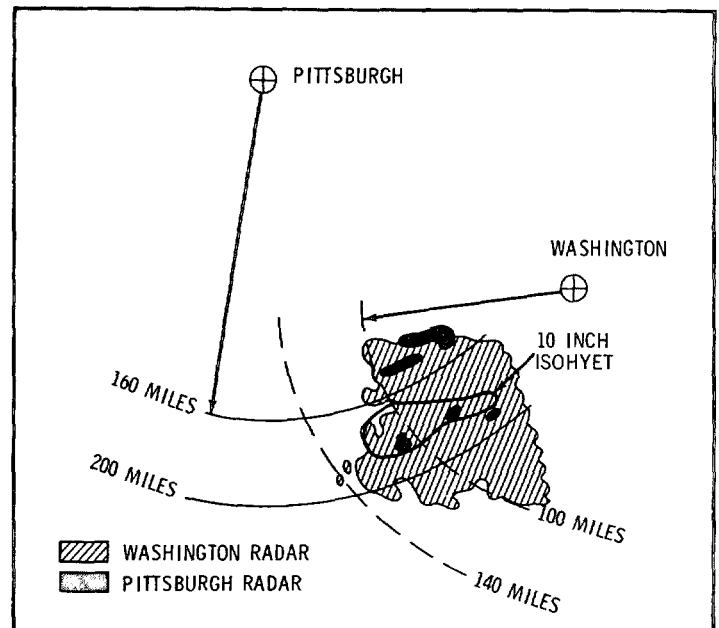 PITTSBURGH
WASHINGTON
10 INCH
ISOHYET
160 MILES
200 MILES
100 MILES
140 MILES
WASHINGTON RADAR
PITTSBURGH RADAR